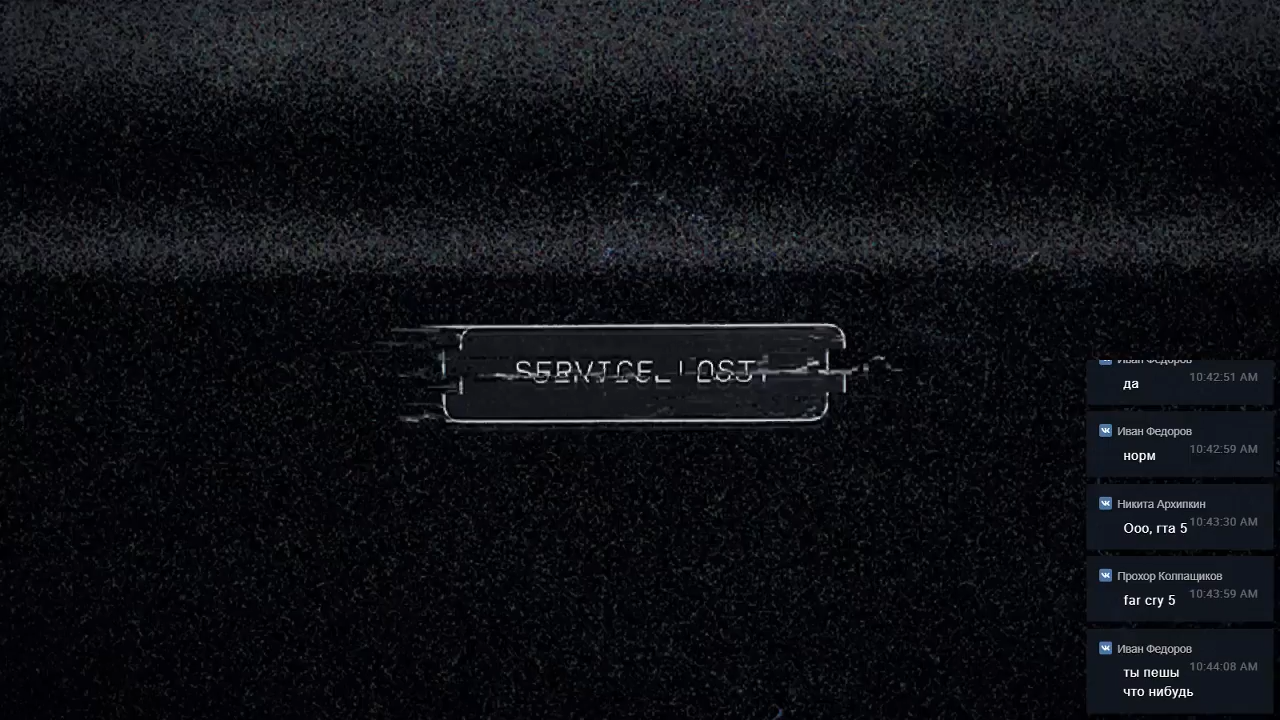 SERVICE LOST
Иван Федоров
10:42:51 AM
да
Иван Федоров
10:42:59 AM
норм
Никита Архипкин
10:43:30 AM
Ооо, гта 5
Прохор Колпащиков
10:43:59 AM
far cry 5
Иван Федоров
10:44:08 AM
ты пешы
что нибудь